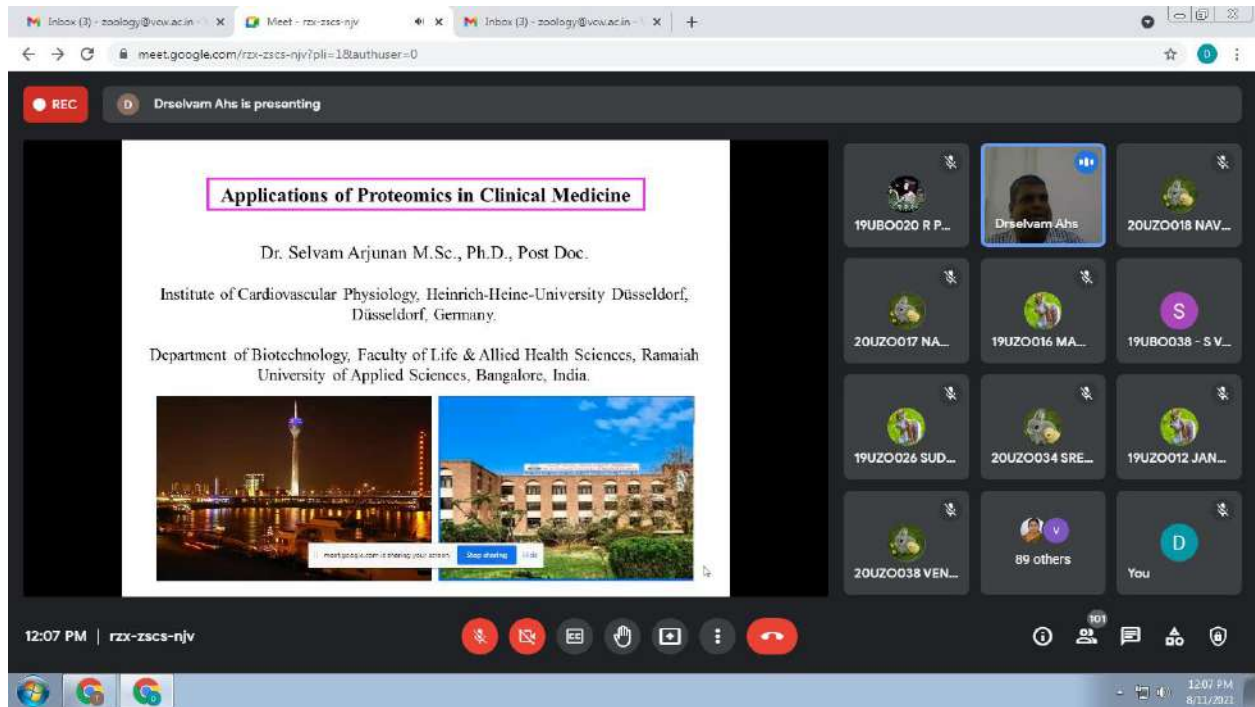 Inbox (3) - zoology@vcw.ac.in -
Meet - rzx-zscs-njv
Inbox (3) - zoology@vcw.ac.in -
meet.google.com/rzx-zscs-njv?pli=1&authuser=0
D
REC
D
Drselvam Ahs is presenting
Applications of Proteomics in Clinical Medicine
Dr. Selvam Arjunan M.Sc., Ph.D., Post Doc.
Institute of Cardiovascular Physiology, Heinrich-Heine-University Düsseldorf,
Düsseldorf, Germany.
Department of Biotechnology, Faculty of Life & Allied Health Sciences, Ramaiah
University of Applied Sciences, Bangalore, India.
meet.google.com is sharing your screen.
Stop sharing
Hide
19UBO020 R P...
Drselvam Ahs
20UZO018 NAV...
20UZO017 NA...
19UZO016 MA...
S
19UBO038 - S V...
19UZO026 SUD...
20UZO034 SRE...
19UZO012 JAN...
20UZO038 VEN...
V
89 others
D
You
12:07 PM | rzx-zscs-njv
CC
101
12:07 PM
8/11/2021